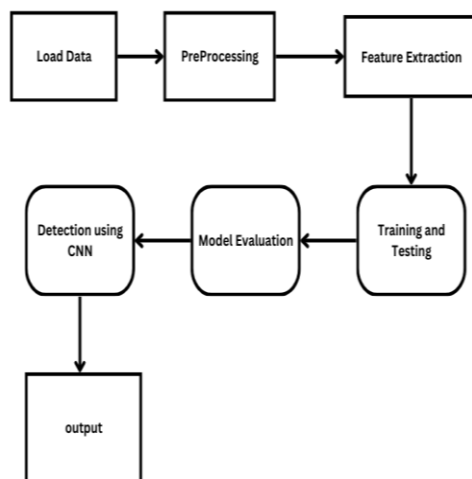 Load Data
PreProcessing
Feature Extraction
Training and
Testing
Model Evaluation
Detection using
CNN
output